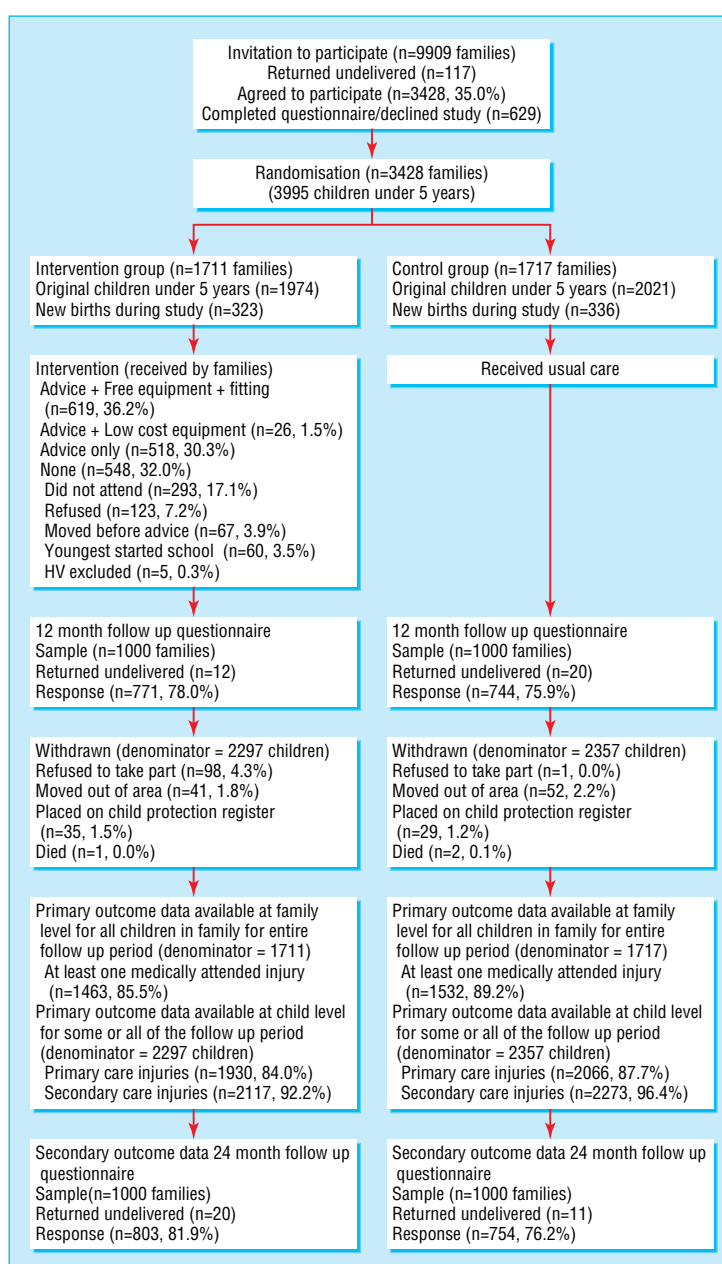 Invitation to participate (n=9909 families)
Returned undelivered (n=117)
Agreed to participate (n=3428, 35.0%)
Completed questionnaire/declined study (n=629)
Randomisation (n=3428 families)
(3995 children under 5 years)
Intervention group (n=1711 families)
Original children under 5 years (n=1974)
New births during study (n=323)
Control group (n=1717 families)
Original children under 5 years (n=2021)
New births during study (n=336)
Intervention (received by families)
Advice + Free equipment + fitting
(n=619, 36.2%)
Advice + Low cost equipment (n=26, 1.5%)
Advice only (n=518, 30.3%)
None (n=548, 32.0%)
Did not attend (n=293, 17.1%)
Refused (n=123, 7.2%)
Moved before advice (n=67, 3.9%)
Youngest started school (n=60, 3.5%)
HV excluded (n=5, 0.3%)
Received usual care
12 month follow up questionnaire
Sample (n=1000 families)
Returned undelivered (n=12)
Response (n=771, 78.0%)
12 month follow up questionnaire
Sample (n=1000 families)
Returned undelivered (n=20)
Response (n=744, 75.9%)
Withdrawn (denominator = 2297 children)
Refused to take part (n=98, 4.3%)
Moved out of area (n=41, 1.8%)
Placed on child protection register
(n=35, 1.5%)
Died (n=1, 0.0%)
Withdrawn (denominator = 2357 children)
Refused to take part (n=1, 0.0%)
Moved out of area (n=52, 2.2%)
Placed on child protection register
(n=29, 1.2%)
Died (n=2, 0.1%)
Primary outcome data available at family
level for all children in family for entire
follow up period (denominator = 1711)
At least one medically attended injury
(n=1463, 85.5%)
Primary outcome data available at child level
for some or all of the follow up period
(denominator = 2297 children)
Primary care injuries (n=1930, 84.0%)
Secondary care injuries (n=2117, 92.2%)
Primary outcome data available at family
level for all children in family for entire
follow up period (denominator = 1717)
At least one medically attended injury
(n=1532, 89.2%)
Primary outcome data available at child level
for some or all of the follow up period
(denominator = 2357 children)
Primary care injuries (n=2066, 87.7%)
Secondary care injuries (n=2273, 96.4%)
Secondary outcome data 24 month follow up
questionnaire
Sample(n=1000 families)
Returned undelivered (n=20)
Response (n=803, 81.9%)
Secondary outcome data 24 month follow up
questionnaire
Sample (n=1000 families)
Returned undelivered (n=11)
Response (n=754, 76.2%)